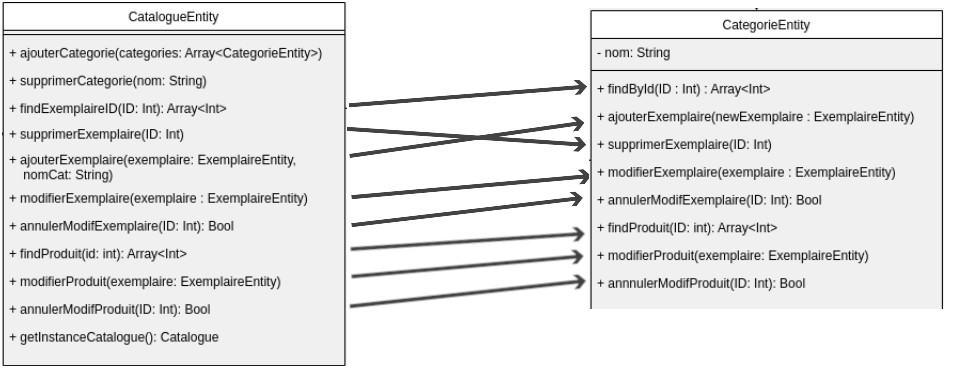 CatalogueEntity
+ ajouterCategorie(categories: Array<CategorieEntity>)
+ supprimerCategorie(nom: String)
+ findExemplaireID(ID: Int): Array<Int>
+ supprimerExemplaire(ID: Int)
+ ajouterExemplaire(exemplaire: ExemplaireEntity,
nomCat: String)
+ modifierExemplaire(exemplaire : ExemplaireEntity)
+ annulerModifExemplaire(ID: Int): Bool
+ findProduit(id: int): Array<Int>
+ modifierProduit(exemplaire: ExemplaireEntity)
+ annulerModifProduit(ID: Int): Bool
+ getInstanceCatalogue(): Catalogue
CategorieEntity
- nom: String
+ findById(ID : Int) : Array<Int>
+ ajouterExemplaire(newExemplaire : ExemplaireEntity)
+ supprimerExemplaire(ID: Int)
+ modifierExemplaire(exemplaire : ExemplaireEntity)
+ annulerModifExemplaire(ID: Int): Bool
+ findProduit(ID: int): Array<Int>
+ modifierProduit(exemplaire: ExemplaireEntity)
+ annnulerModifProduit(ID: Int): Bool